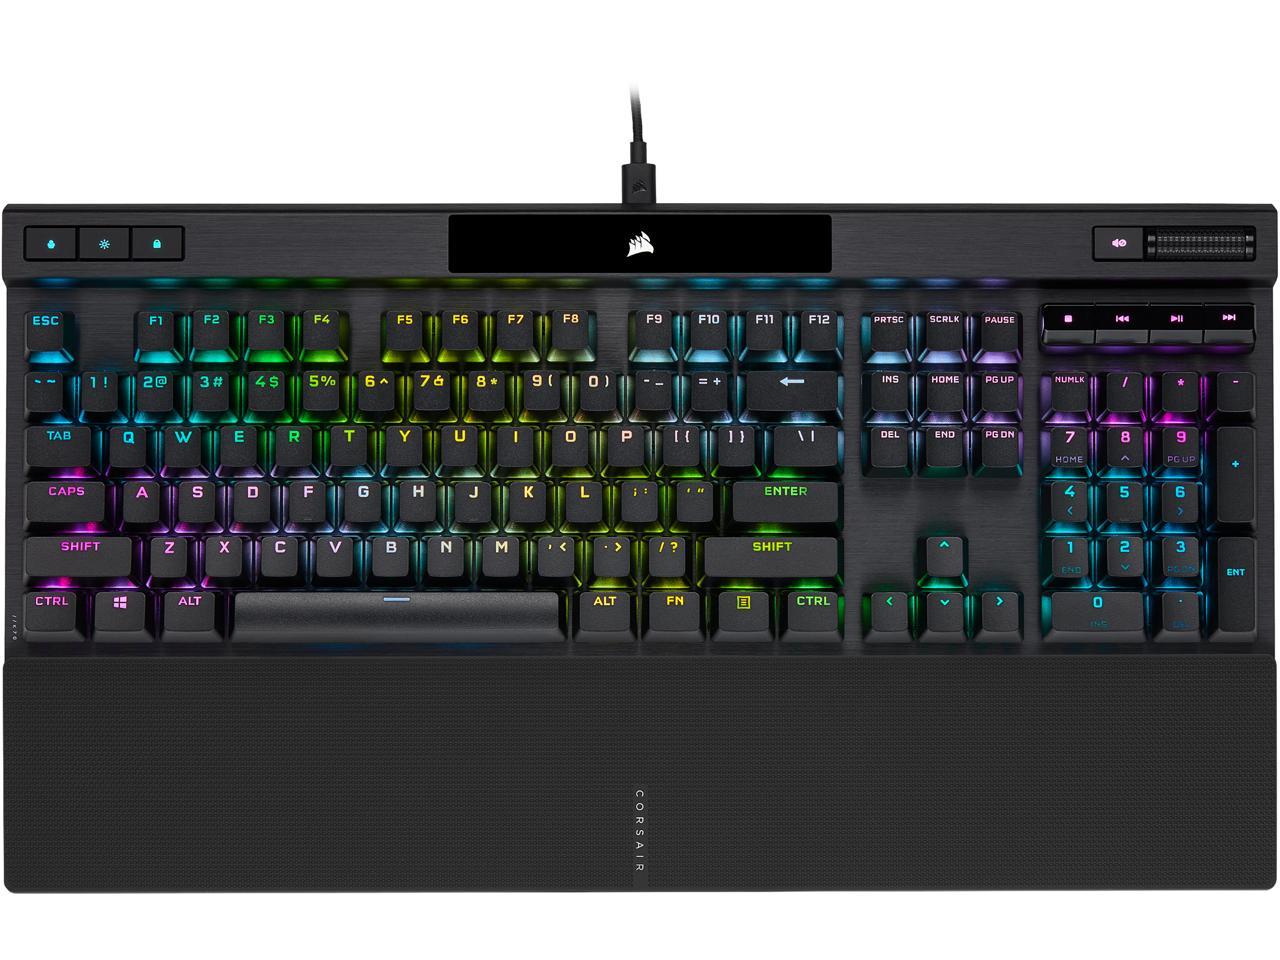 ESC F1 F2 F3 F4 F5 F6 F7 F8 F9 F10 F11 F12 PRTSC SCRLK PAUSE
` ~ 1 ! 2 @ 3 # 4 $ 5 % 6 ^ 7 & 8 * 9 ( 0 ) - _ = + INS HOME PG UP NUMLK / * -
TAB Q W E R T Y U I O P [ { ] } \ | DEL END PG DN 7 HOME 8 9 PG UP +
CAPS A S D F G H J K L ; : ' " ENTER 4 5 6
SHIFT Z X C V B N M , < . > / ? SHIFT 1 END 2 3 PG DN ENT
CTRL ALT ALT FN CTRL 0 INS . DEL
//K70
CORSAIR